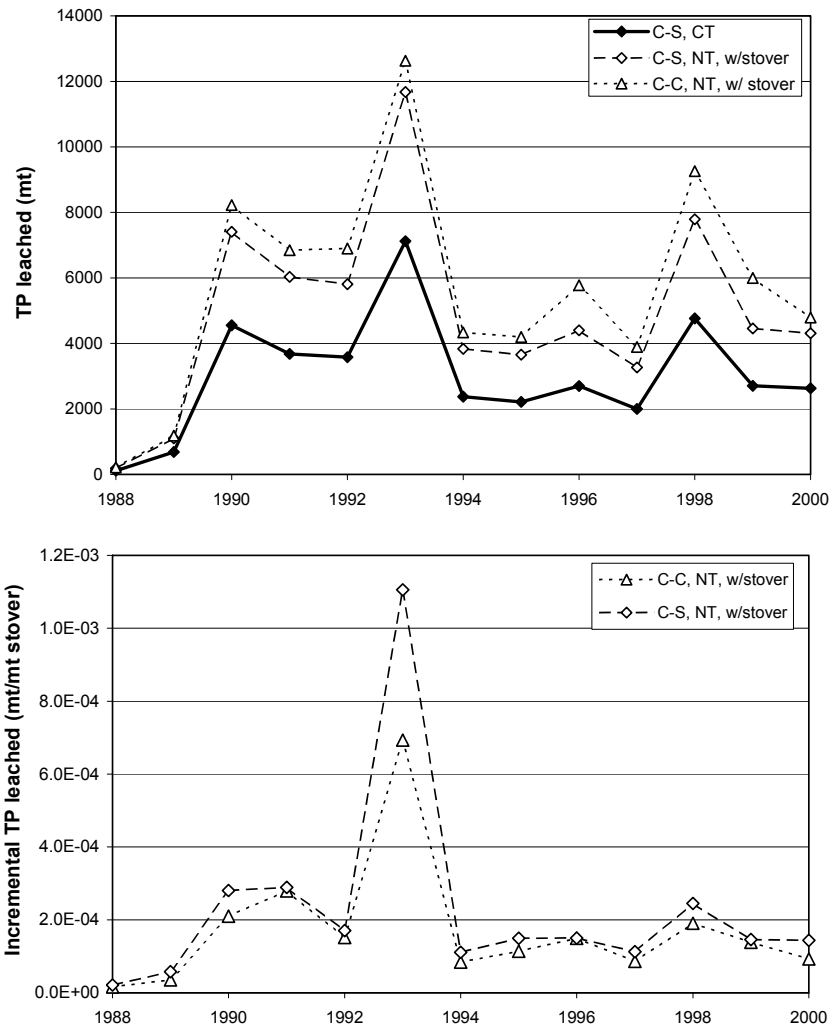 14000
12000
10000
8000
6000
4000
2000
0
TP leached (mt)
C-S, CT
C-S, NT, w/stover
C-C, NT, w/ stover
1988 1990 1992 1994 1996 1998 2000
1.2E-03
1.0E-03
8.0E-04
6.0E-04
4.0E-04
2.0E-04
0.0E+00
Incremental TP leached (mt/mt stover)
C-C, NT, w/stover
C-S, NT, w/stover
1988 1990 1992 1994 1996 1998 2000